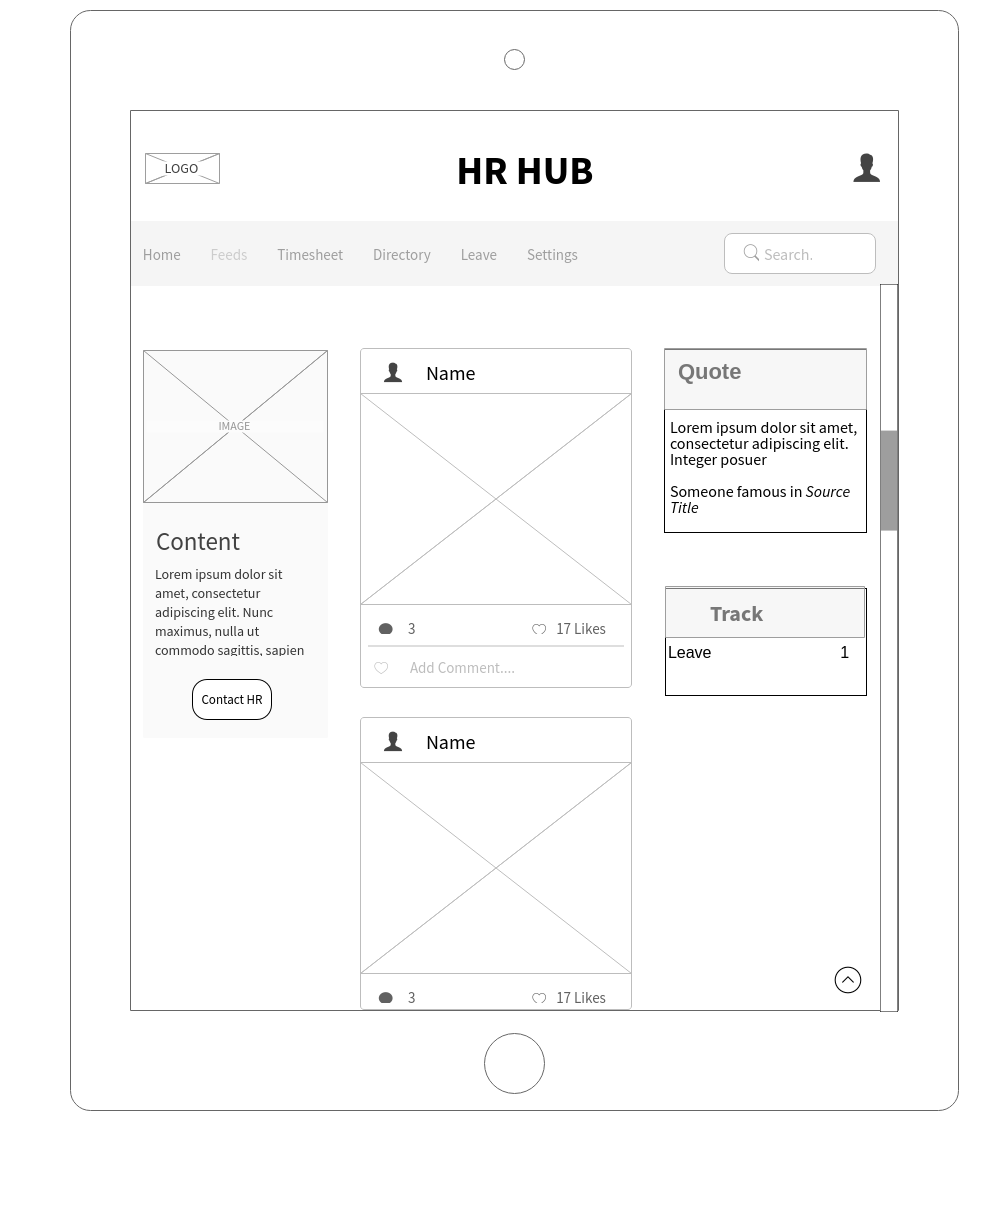 LOGO
HR HUB
Home Feeds Timesheet Directory Leave Settings Search.
IMAGE
Content
Lorem ipsum dolor sit
amet, consectetur
adipiscing elit. Nunc
maximus, nulla ut
commodo sagittis, sapien
Contact HR
Name
3 17 Likes
Add Comment....
Name
3 17 Likes
Quote
Lorem ipsum dolor sit amet,
consectetur adipiscing elit.
Integer posuer
Someone famous in Source
Title
Track
Leave 1